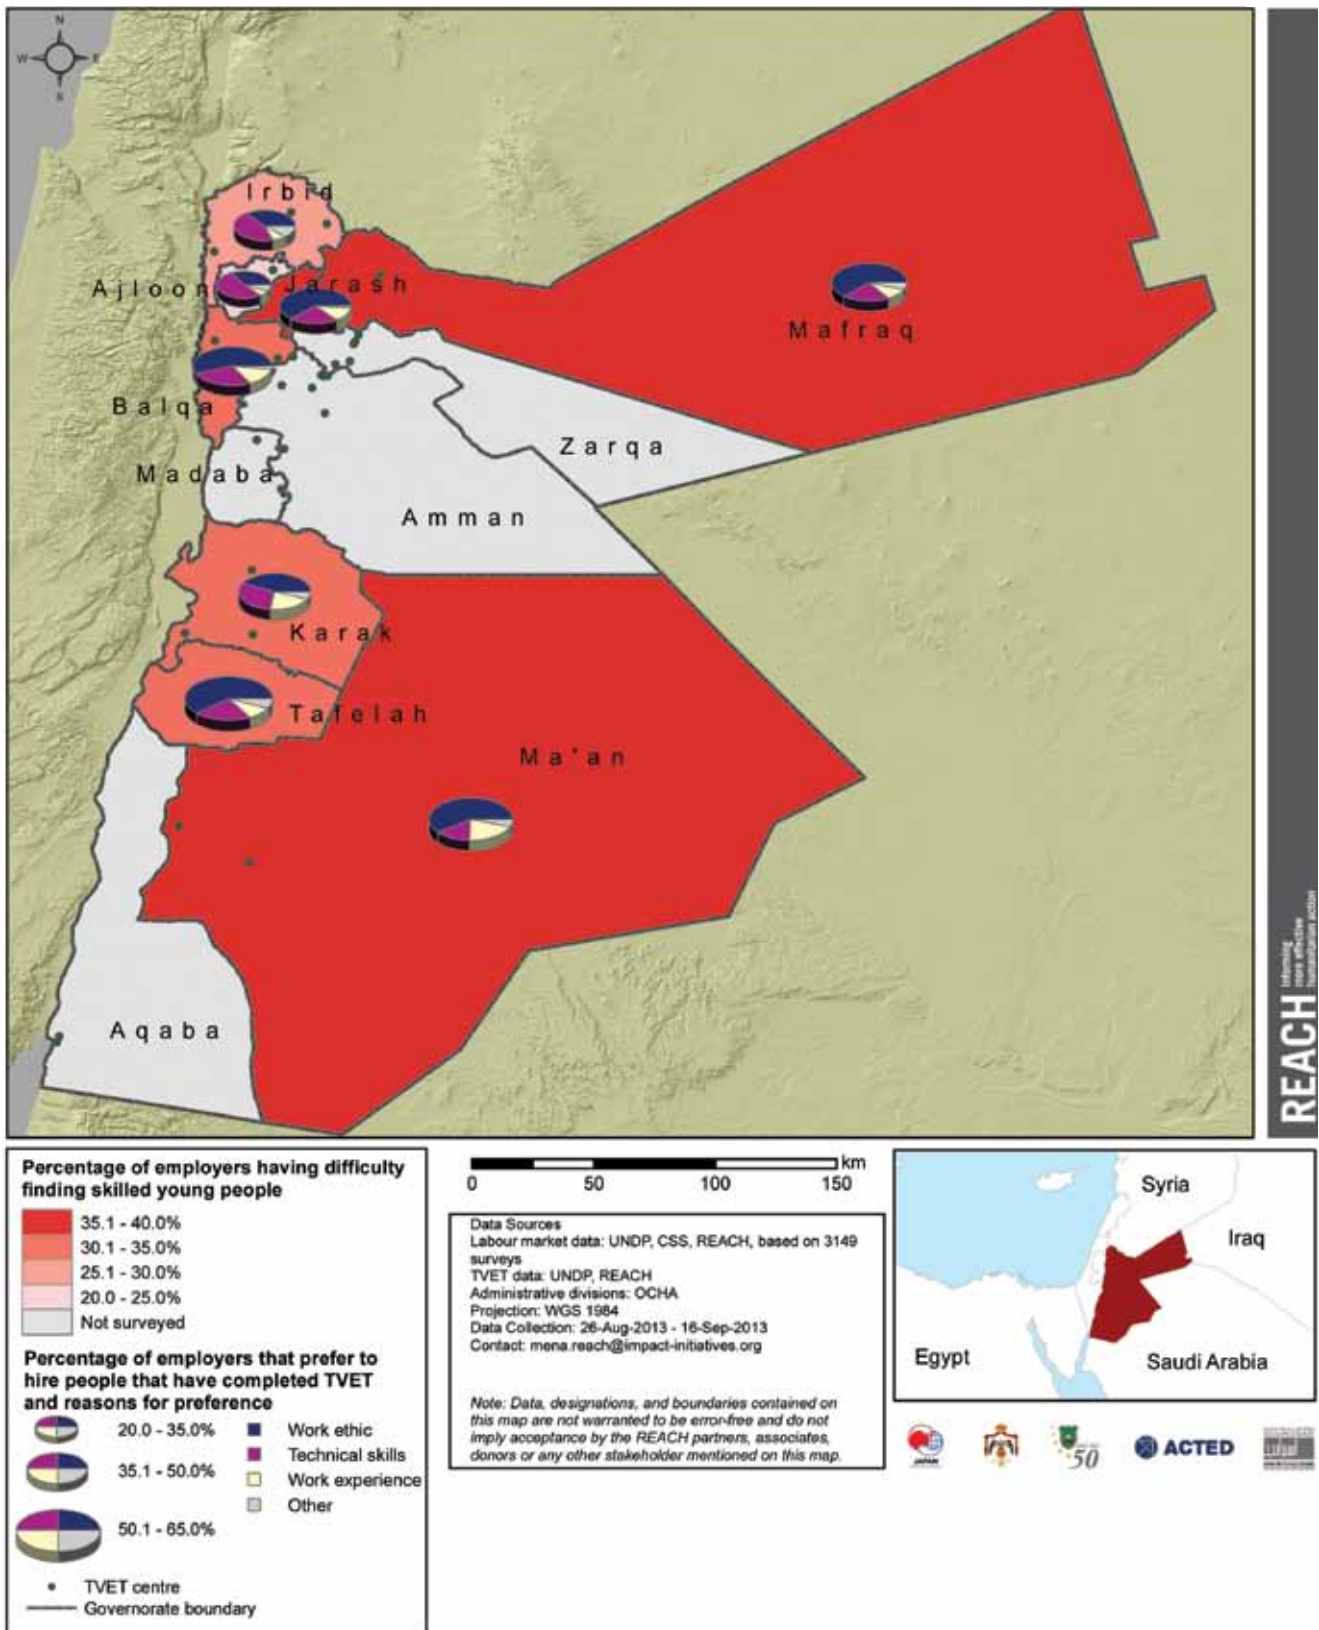 N
W
E
S
Irbid
Ajloon
Jarash
Mafraq
Balqa
Zarqa
Madaba
Amman
Karak
Tafelah
Ma'an
Aqaba
REACH
Informing
more effective
humanitarian action
Percentage of employers having difficulty
finding skilled young people
35.1 - 40.0%
30.1 - 35.0%
25.1 - 30.0%
20.0 - 25.0%
Not surveyed
Percentage of employers that prefer to
hire people that have completed TVET
and reasons for preference
20.0 - 35.0%
35.1 - 50.0%
50.1 - 65.0%
Work ethic
Technical skills
Work experience
Other
TVET centre
Governorate boundary
km
0 50 100 150
Data Sources
Labour market data: UNDP, CSS, REACH, based on 3149
surveys
TVET data: UNDP, REACH
Administrative divisions: OCHA
Projection: WGS 1984
Data Collection: 26-Aug-2013 - 16-Sep-2013
Contact: mena.reach@impact-initiatives.org
Note: Data, designations, and boundaries contained on
this map are not warranted to be error-free and do not
imply acceptance by the REACH partners, associates,
donors or any other stakeholder mentioned on this map.
Syria
Iraq
Egypt
Saudi Arabia
JAPAN
50
ACTED